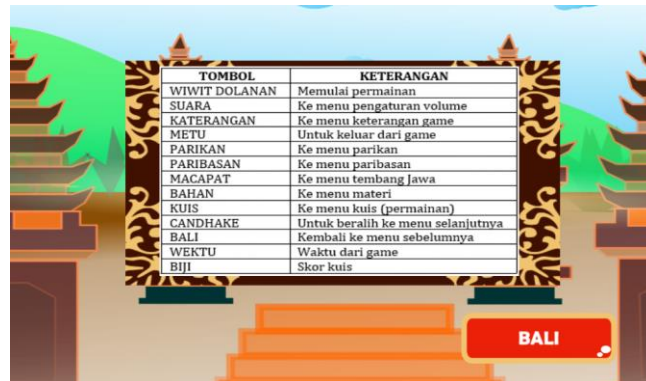 TOMBOL KETERANGAN
WIWIT DOLANAN Memulai permainan
SUARA Ke menu pengaturan volume
KATERANGAN Ke menu keterangan game
METU Untuk keluar dari game
PARIKAN Ke menu parikan
PARIBASAN Ke menu paribasan
MACAPAT Ke menu tembang Jawa
BAHAN Ke menu materi
KUIS Ke menu kuis (permainan)
CANDHAKE Untuk beralih ke menu selanjutnya
BALI Kembali ke menu sebelumnya
WEKTU Waktu dari game
BIJI Skor kuis
BALI